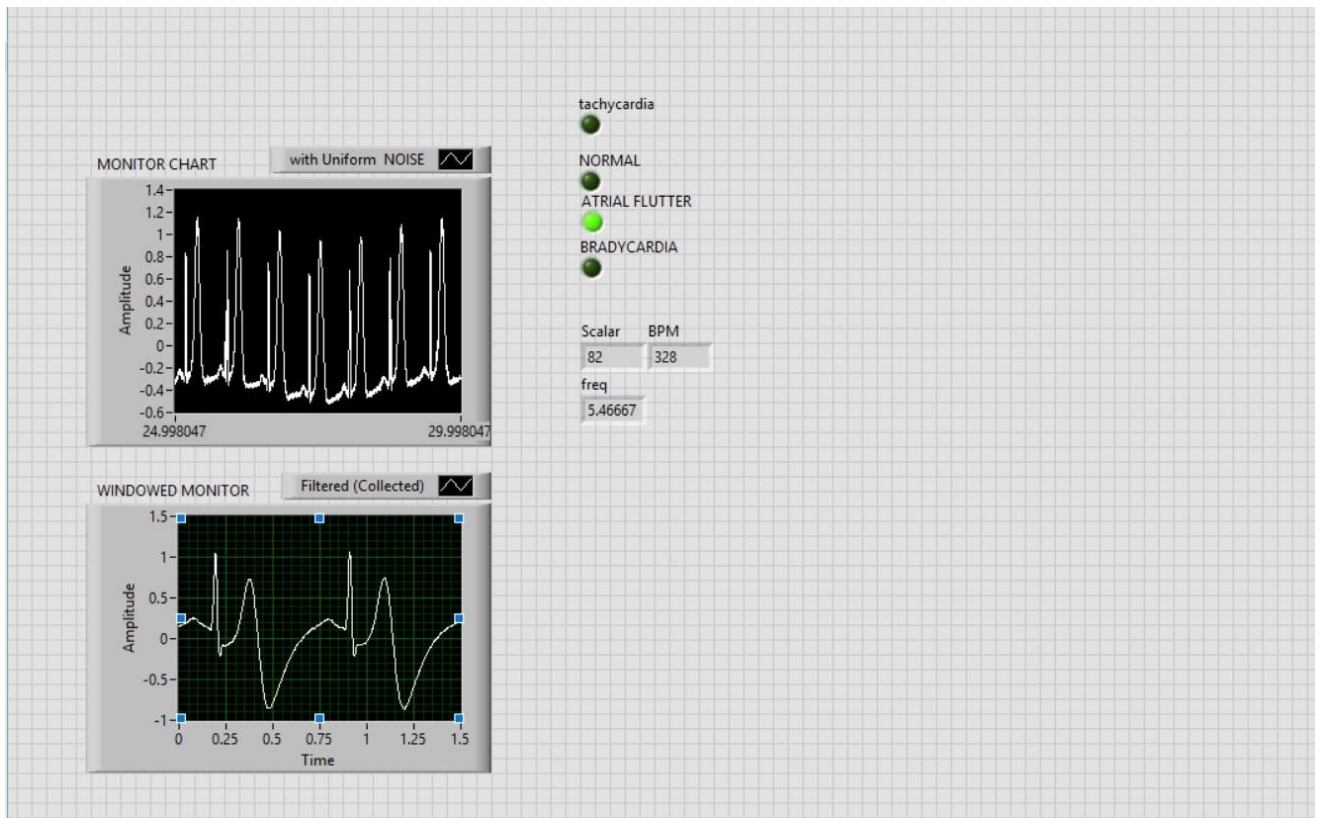 tachycardia
NORMAL
ATRIAL FLUTTER
BRADYCARDIA
MONITOR CHART
with Uniform NOISE
1.4
1.2
1
0.8
0.6
0.4
0.2
0
-0.2
-0.4
-0.6
Amplitude
24.998047
29.998047
Scalar BPM
82 328
freq
5.46667
WINDOWED MONITOR
Filtered (Collected)
1.5
1
0.5
0
-0.5
-1
Amplitude
0 0.25 0.5 0.75 1 1.25 1.5
Time